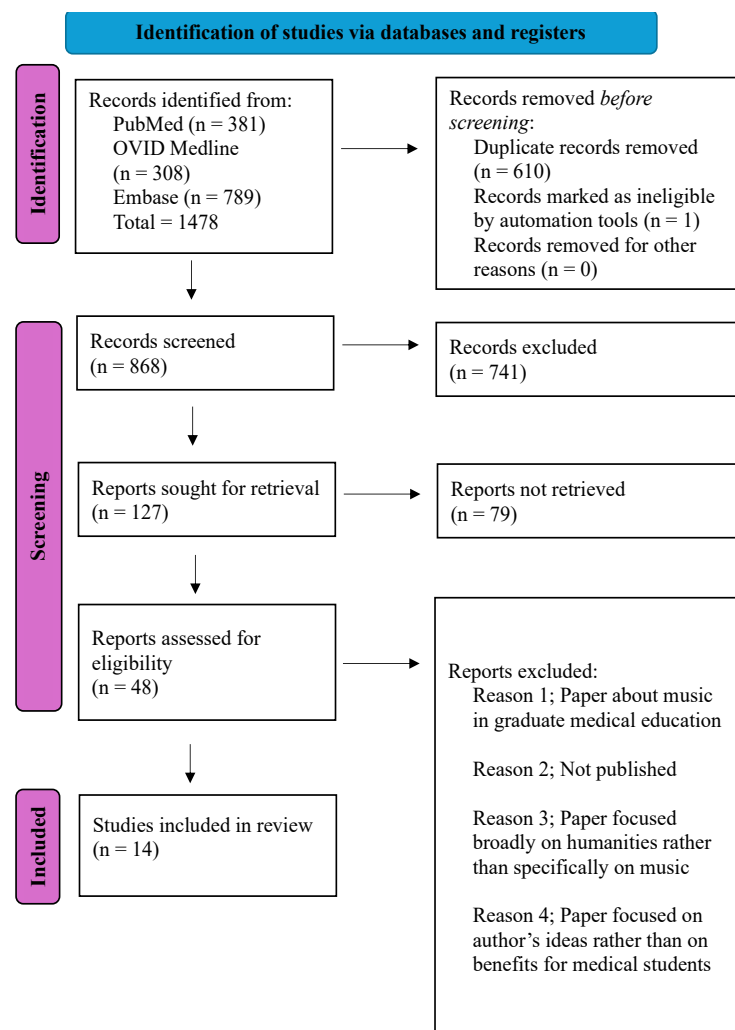 Identification of studies via databases and registers
Identification
Records identified from:
PubMed (n = 381)
OVID Medline
(n = 308)
Embase (n = 789)
Total = 1478
Records removed before
screening:
Duplicate records removed
(n = 610)
Records marked as ineligible
by automation tools (n = 1)
Records removed for other
reasons (n = 0)
Screening
Records screened
(n = 868)
Records excluded
(n = 741)
Reports sought for retrieval
(n = 127)
Reports not retrieved
(n = 79)
Reports assessed for
eligibility
(n = 48)
Reports excluded:
Reason 1; Paper about music
in graduate medical education
Reason 2; Not published
Reason 3; Paper focused
broadly on humanities rather
than specifically on music
Reason 4; Paper focused on
author’s ideas rather than on
benefits for medical students
Included
Studies included in review
(n = 14)